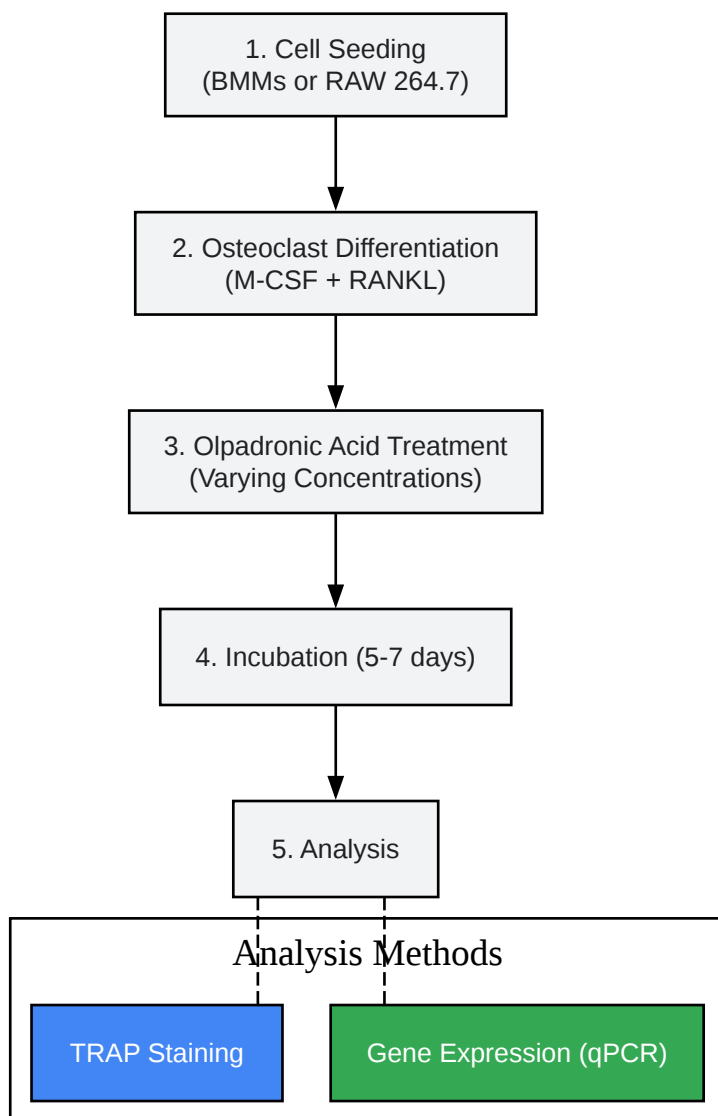 1. Cell Seeding
(BMMs or RAW 264.7)
2. Osteoclast Differentiation
(M-CSF + RANKL)
3. Olpadronic Acid Treatment
(Varying Concentrations)
4. Incubation (5-7 days)
5. Analysis
Analysis Methods
TRAP Staining
Gene Expression (qPCR)